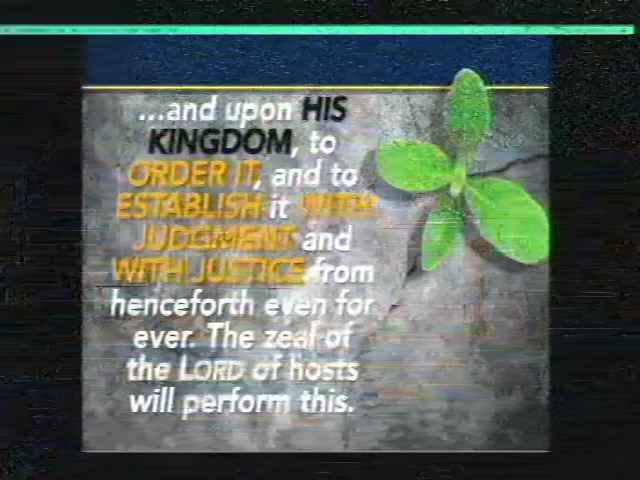 ...and upon HIS
KINGDOM, to
ORDER IT, and to
ESTABLISH it WITH
JUDGMENT and
WITH JUSTICE from
henceforth even for
ever. The zeal of
the LORD of hosts
will perform this.